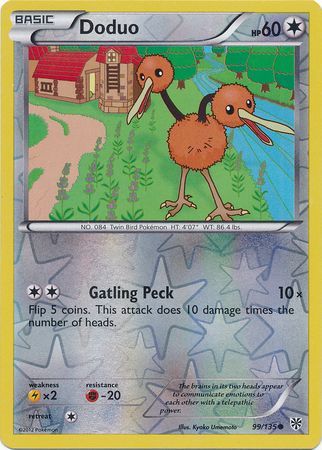 BASIC
Doduo HP60
NO. 084 Twin Bird Pokémon HT: 4'07" WT: 86.4 lbs.
Gatling Peck 10×
Flip 5 coins. This attack does 10 damage times the
number of heads.
weakness resistance
×2 -20
retreat
The brains in its two heads appear
to communicate emotions to
each other with a telepathic
power.
©2012 Pokémon Illus. Kyoko Umemoto 99/135